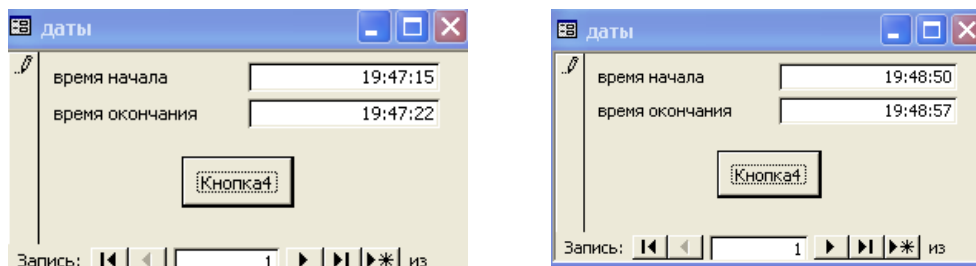 даты
время начала 19:47:15
время окончания 19:47:22
Кнопка4
Запись: 1 из
даты
время начала 19:48:50
время окончания 19:48:57
Кнопка4
Запись: 1 из